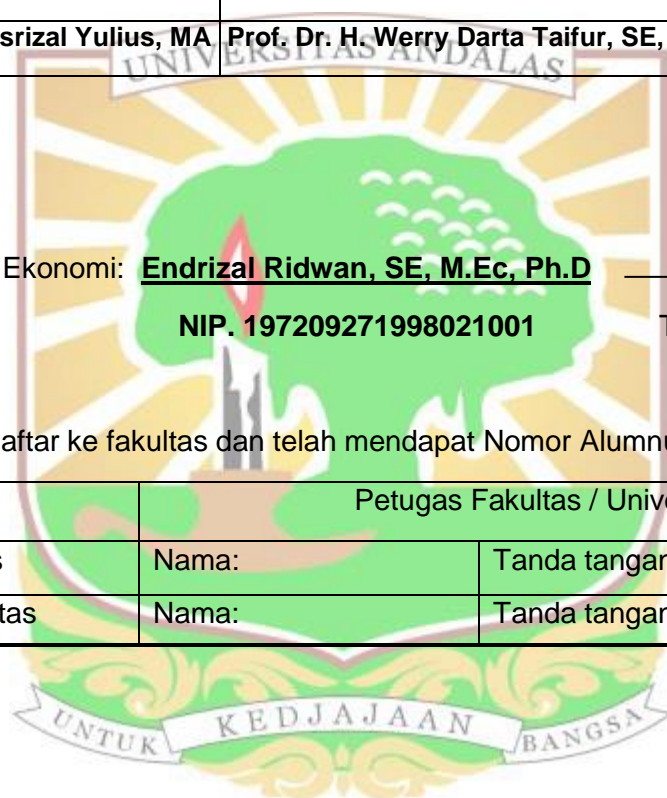 srizal Yulius, MA Prof. Dr. H. Werry Darta Taifur, SE,
UNIVERSITAS ANDALAS
Ekonomi: Endrizal Ridwan, SE, M.Ec, Ph.D
NIP. 197209271998021001 T
aftar ke fakultas dan telah mendapat Nomor Alumnu
Petugas Fakultas / Unive
s Nama: Tanda tangan
tas Nama: Tanda tangan
UNTUK KEDJAJAAN BANGSA